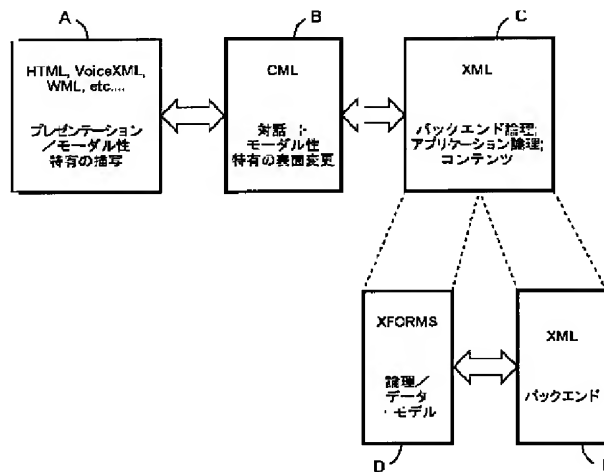 A
B
C
HTML, VoiceXML,
WML, etc....
プレゼンテーション
／モーダル性
特有の描写
CML
対話
モーダル性
特有の表面変更
XML
バックエンド論理;
アプリケーション論理;
コンテンツ
XFORMS
論理／
データ
・モデル
XML
バックエンド
D